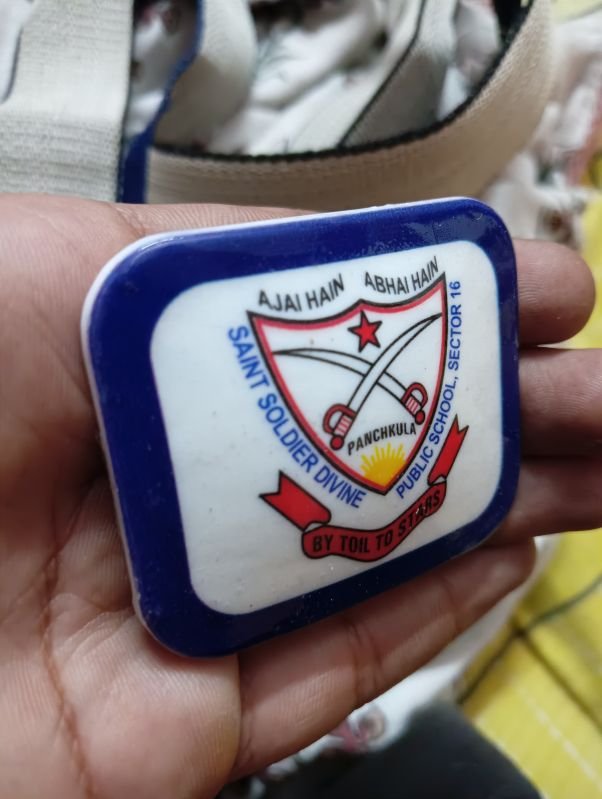 AJAI HAIN ABHAI HAIN
SAINT SOLDIER DIVINE
PUBLIC SCHOOL, SECTOR 16
PANCHKULA
BY TOIL TO STARS